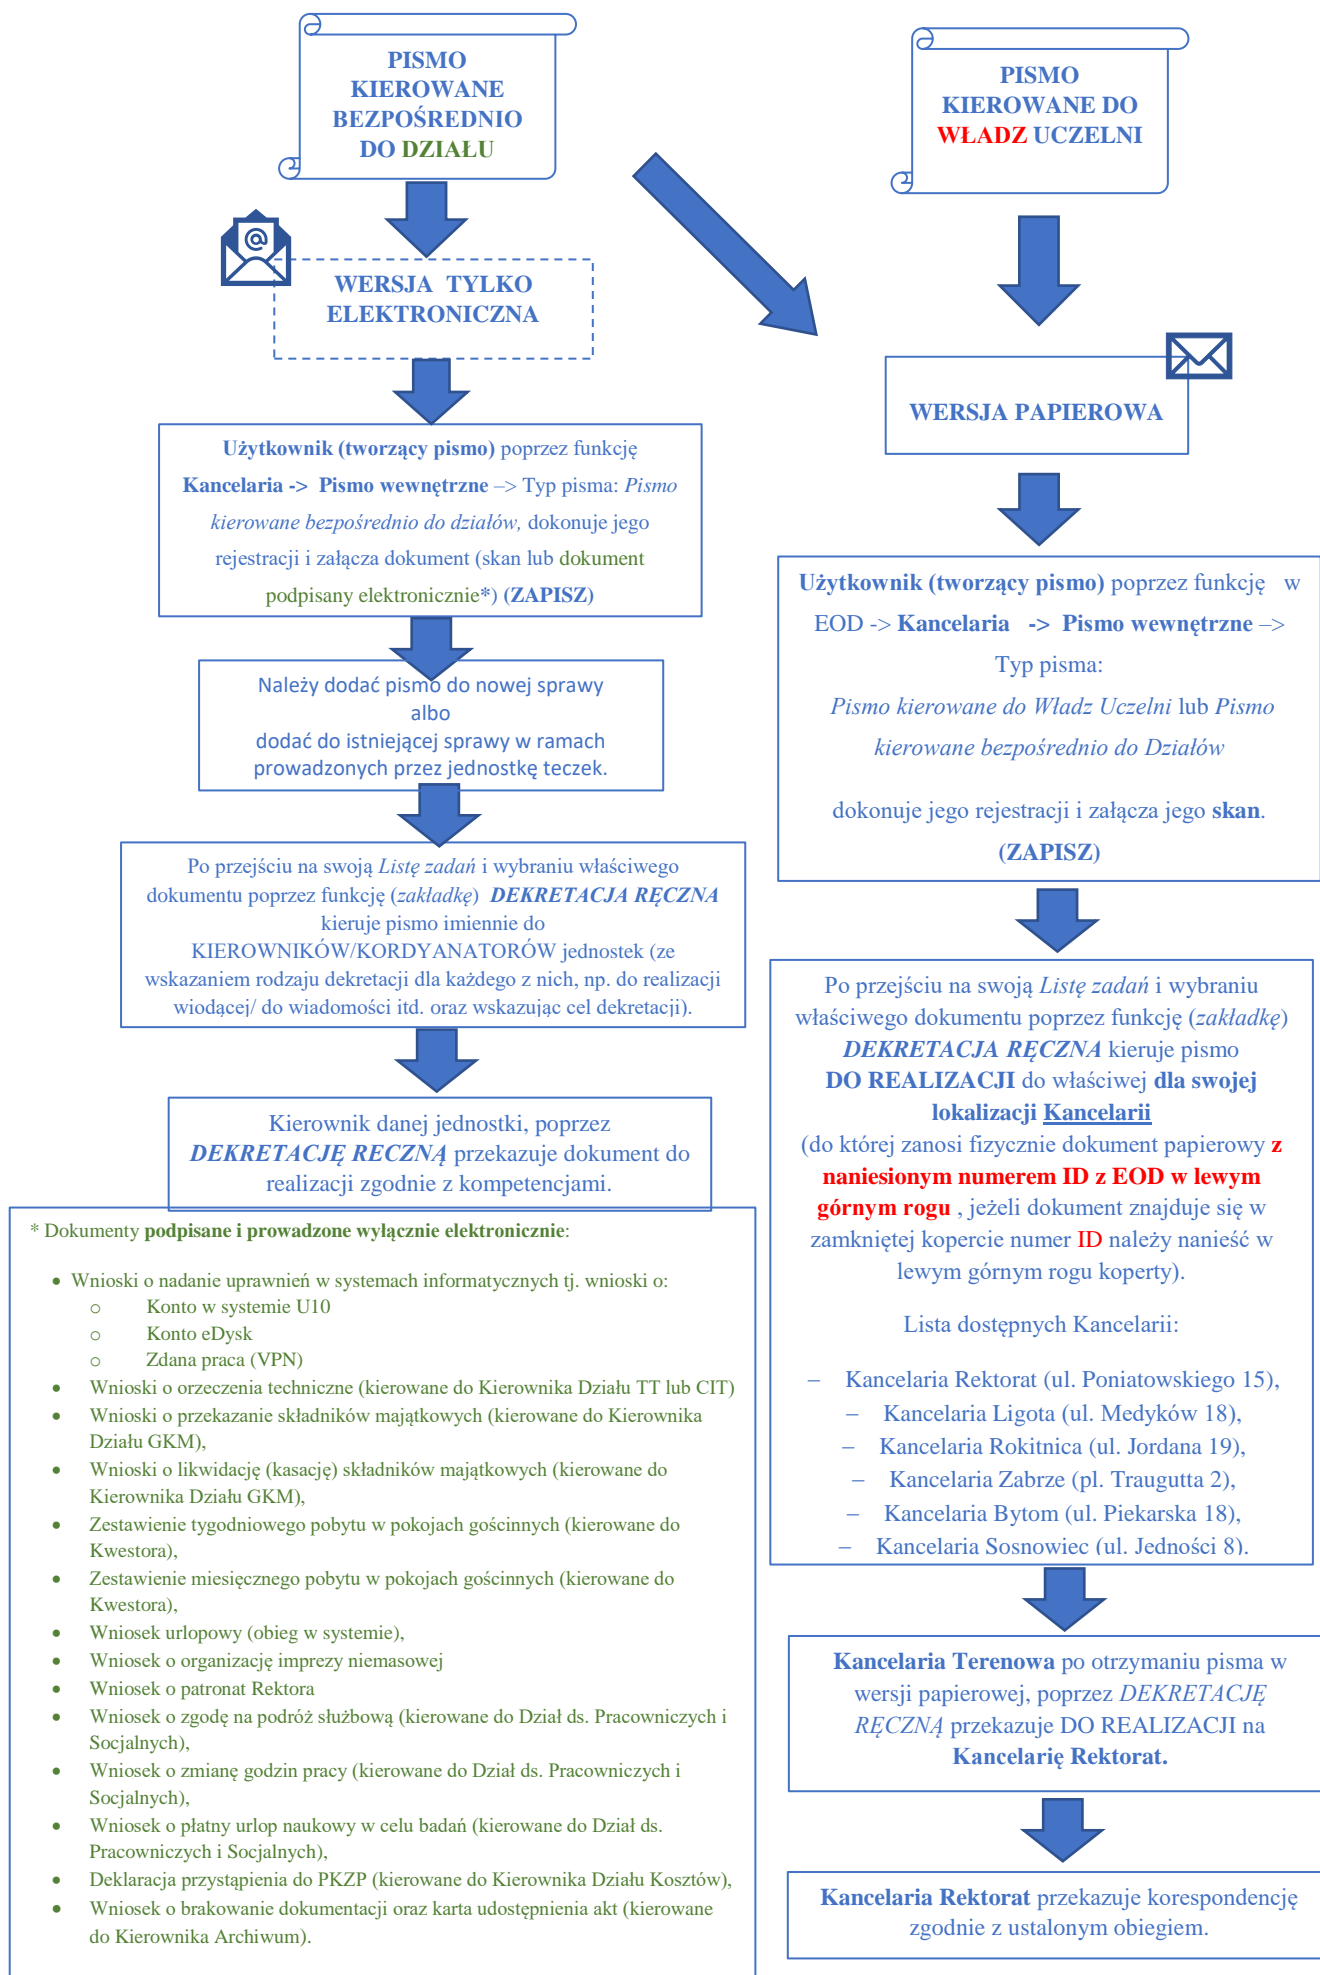 PISMO
KIEROWANE
BEZPOŚREDNIO
DO DZIAŁU
WERSJA TYLKO
ELEKTRONICZNA
Użytkownik (tworzący pismo) poprzez funkcję
Kancelaria -> Pismo wewnętrzne –> Typ pisma: Pismo
kierowane bezpośrednio do działów, dokonuje jego
rejestracji i załącza dokument (skan lub dokument
podpisany elektronicznie*) (ZAPISZ)
Należy dodać pismo do nowej sprawy
albo
dodać do istniejącej sprawy w ramach
prowadzonych przez jednostkę teczek.
Po przejściu na swoją Listę zadań i wybraniu właściwego
dokumentu poprzez funkcję (zakładkę) DEKRETACJA RĘCZNA
kieruje pismo imiennie do
KIEROWNIKÓW/KORDYANATORÓW jednostek (ze
wskazaniem rodzaju dekretacji dla każdego z nich, np. do realizacji
wiodącej/ do wiadomości itd. oraz wskazując cel dekretacji).
Kierownik danej jednostki, poprzez
DEKRETACJĘ RECZNĄ przekazuje dokument do
realizacji zgodnie z kompetencjami.
* Dokumenty podpisane i prowadzone wyłącznie elektronicznie:
• Wnioski o nadanie uprawnień w systemach informatycznych tj. wnioski o:
o Konto w systemie U10
o Konto eDysk
o Zdana praca (VPN)
• Wnioski o orzeczenia techniczne (kierowane do Kierownika Działu TT lub CIT)
• Wnioski o przekazanie składników majątkowych (kierowane do Kierownika
Działu GKM),
• Wnioski o likwidację (kasację) składników majątkowych (kierowane do
Kierownika Działu GKM),
• Zestawienie tygodniowego pobytu w pokojach gościnnych (kierowane do
Kwestora),
• Zestawienie miesięcznego pobytu w pokojach gościnnych (kierowane do
Kwestora),
• Wniosek urlopowy (obieg w systemie),
• Wniosek o organizację imprezy niemasowej
• Wniosek o patronat Rektora
• Wniosek o zgodę na podróż służbową (kierowane do Dział ds. Pracowniczych i
Socjalnych),
• Wniosek o zmianę godzin pracy (kierowane do Dział ds. Pracowniczych i
Socjalnych),
• Wniosek o płatny urlop naukowy w celu badań (kierowane do Dział ds.
Pracowniczych i Socjalnych),
• Deklaracja przystąpienia do PKZP (kierowane do Kierownika Działu Kosztów),
• Wniosek o brakowanie dokumentacji oraz karta udostępnienia akt (kierowane
do Kierownika Archiwum).
PISMO
KIEROWANE DO
WŁADZ UCZELNI
WERSJA PAPIEROWA
Użytkownik (tworzący pismo) poprzez funkcję w
EOD -> Kancelaria -> Pismo wewnętrzne –>
Typ pisma:
Pismo kierowane do Władz Uczelni lub Pismo
kierowane bezpośrednio do Działów
dokonuje jego rejestracji i załącza jego skan.
(ZAPISZ)
Po przejściu na swoją Listę zadań i wybraniu
właściwego dokumentu poprzez funkcję (zakładkę)
DEKRETACJA RĘCZNA kieruje pismo
DO REALIZACJI do właściwej dla swojej
lokalizacji Kancelarii
(do której zanosi fizycznie dokument papierowy z
naniesionym numerem ID z EOD w lewym
górnym rogu , jeżeli dokument znajduje się w
zamkniętej kopercie numer ID należy nanieść w
lewym górnym rogu koperty).
Lista dostępnych Kancelarii:
– Kancelaria Rektorat (ul. Poniatowskiego 15),
– Kancelaria Ligota (ul. Medyków 18),
– Kancelaria Rokitnica (ul. Jordana 19),
– Kancelaria Zabrze (pl. Traugutta 2),
– Kancelaria Bytom (ul. Piekarska 18),
– Kancelaria Sosnowiec (ul. Jedności 8).
Kancelaria Terenowa po otrzymaniu pisma w
wersji papierowej, poprzez DEKRETACJĘ
RĘCZNĄ przekazuje DO REALIZACJI na
Kancelarię Rektorat.
Kancelaria Rektorat przekazuje korespondencję
zgodnie z ustalonym obiegiem.